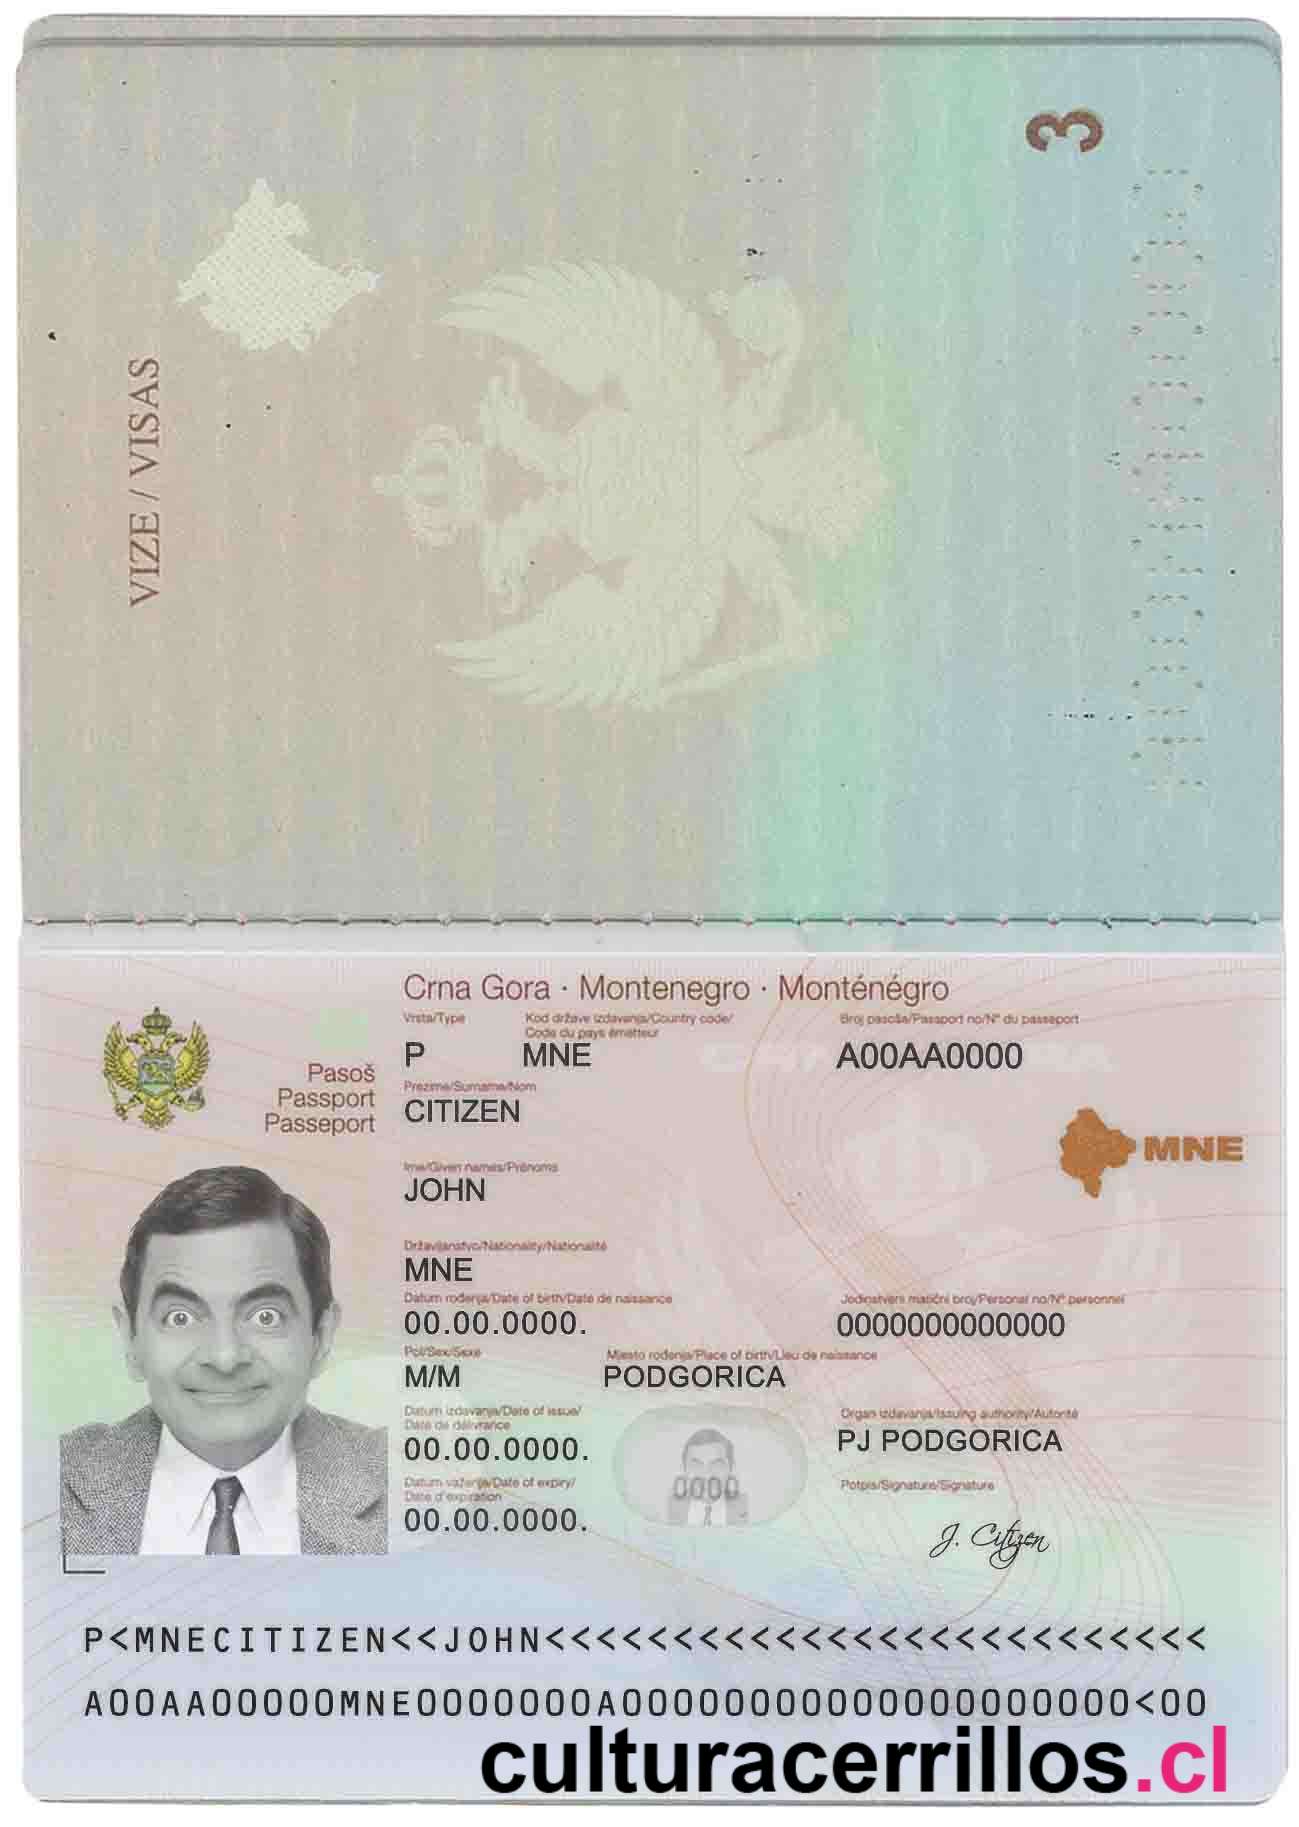 3
VIZE / VISAS
Crna Gora · Montenegro · Monténégro
Vrsta/Type
Kod države izdavanja/Country code/
Code du pays émetteur
Broj pasoša/Passport no/N° du passeport
P
MNE
A00AA0000
Pasoš
Passport
Passeport
Prezime/Surname/Nom
CITIZEN
MNE
Ime/Given names/Prénoms
JOHN
Državljanstvo/Nationality/Nationalité
MNE
Datum rođenja/Date of birth/Date de naissance
Jedinstveni matični broj/Personal no/N° personnel
00.00.0000.
0000000000000
Pol/Sex/Sexe
Mjesto rođenja/Place of birth/Lieu de naissance
M/M
PODGORICA
Datum izdavanja/Date of issue/
Date de délivrance
Organ izdavanja/Issuing authority/Autorité
00.00.0000.
PJ PODGORICA
Datum važenja/Date of expiry/
Date d'expiration
Potpis/Signature/Signature
0000
00.00.0000.
J. Citizen
P<MNECITIZEN<<JOHN<<<<<<<<<<<<<<<<<<<<<<<<<<
A00AA00000MNE0000000A000000000000000000000<00
culturacerrillos.cl